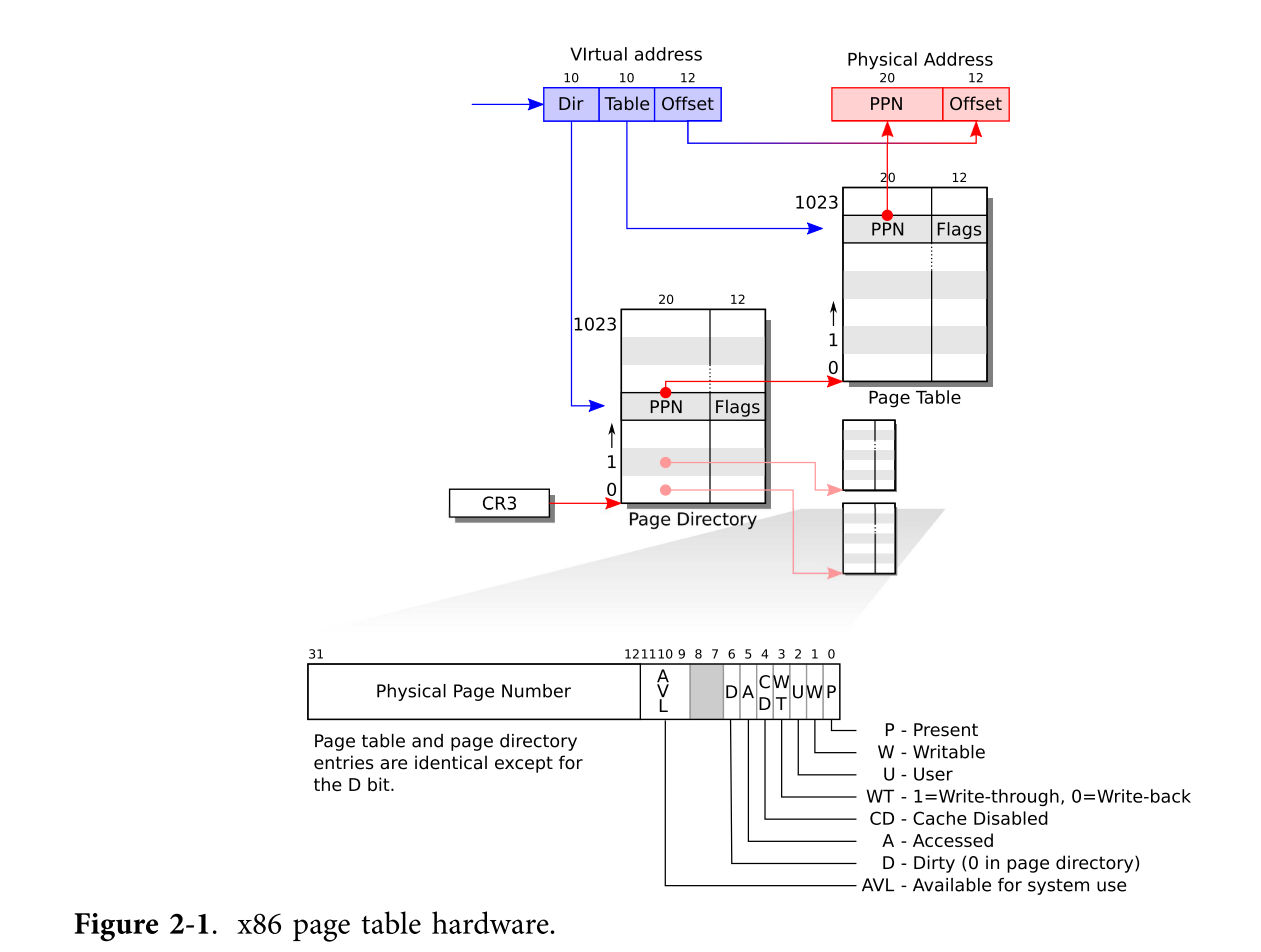 VIrtual address
10 10 12
Dir Table Offset
Physical Address
20 12
PPN Offset
20 12
1023
PPN Flags
1
0
Page Table
20 12
1023
PPN Flags
1
0
Page Directory
CR3
31 12 11 10 9 8 7 6 5 4 3 2 1 0
Physical Page Number AVL D A CD WT U W P
Page table and page directory
entries are identical except for
the D bit.
P - Present
W - Writable
U - User
WT - 1=Write-through, 0=Write-back
CD - Cache Disabled
A - Accessed
D - Dirty (0 in page directory)
AVL - Available for system use
Figure 2-1. x86 page table hardware.